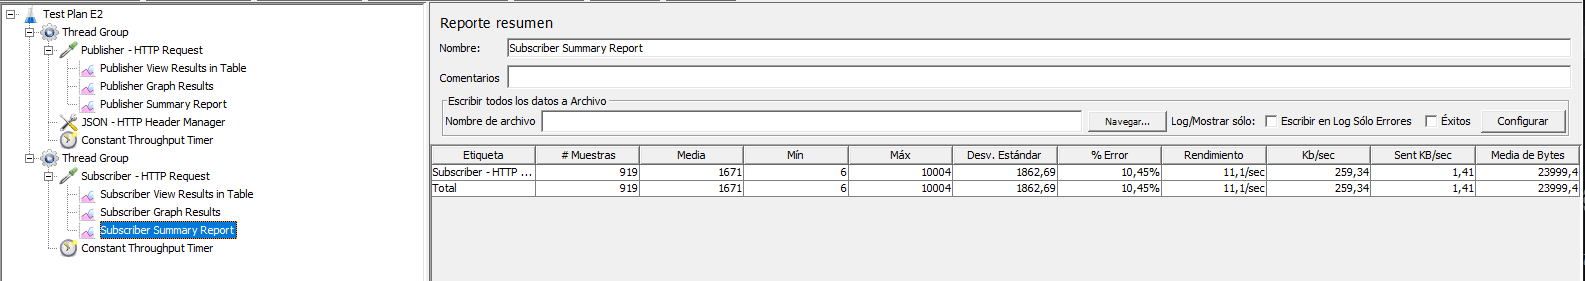 Test Plan E2
Thread Group
Publisher - HTTP Request
Publisher View Results in Table
Publisher Graph Results
Publisher Summary Report
JSON - HTTP Header Manager
Constant Throughput Timer
Thread Group
Subscriber - HTTP Request
Subscriber View Results in Table
Subscriber Graph Results
Subscriber Summary Report
Constant Throughput Timer
Reporte resumen
Nombre: Subscriber Summary Report
Comentarios
Escribir todos los datos a Archivo
Nombre de archivo Navegar... Log/Mostrar sólo: Escribir en Log Sólo Errores Éxitos Configurar
Etiqueta # Muestras Media Mín Máx Desv. Estándar % Error Rendimiento Kb/sec Sent KB/sec Media de Bytes
Subscriber - HTTP ... 919 1671 6 10004 1862,69 10,45% 11,1/sec 259,34 1,41 23999,4
Total 919 1671 6 10004 1862,69 10,45% 11,1/sec 259,34 1,41 23999,4